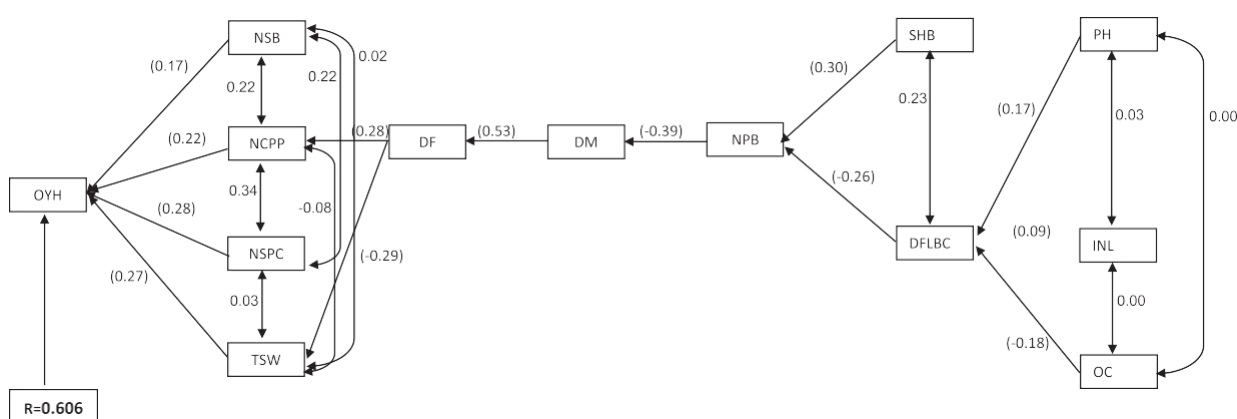 NSB
SHB
PH
(0.17)
0.02
0.22
0.22
(0.30)
0.23
(0.17)
0.03
0.00
(0.22)
NCPP
(0.28)
DF
(0.53)
DM
(-0.39)
NPB
OYH
0.34
-0.08
(-0.26)
(0.28)
NSPC
(-0.29)
DFLBC
(0.09)
INL
(0.27)
0.03
0.00
TSW
(-0.18)
OC
R=0.606